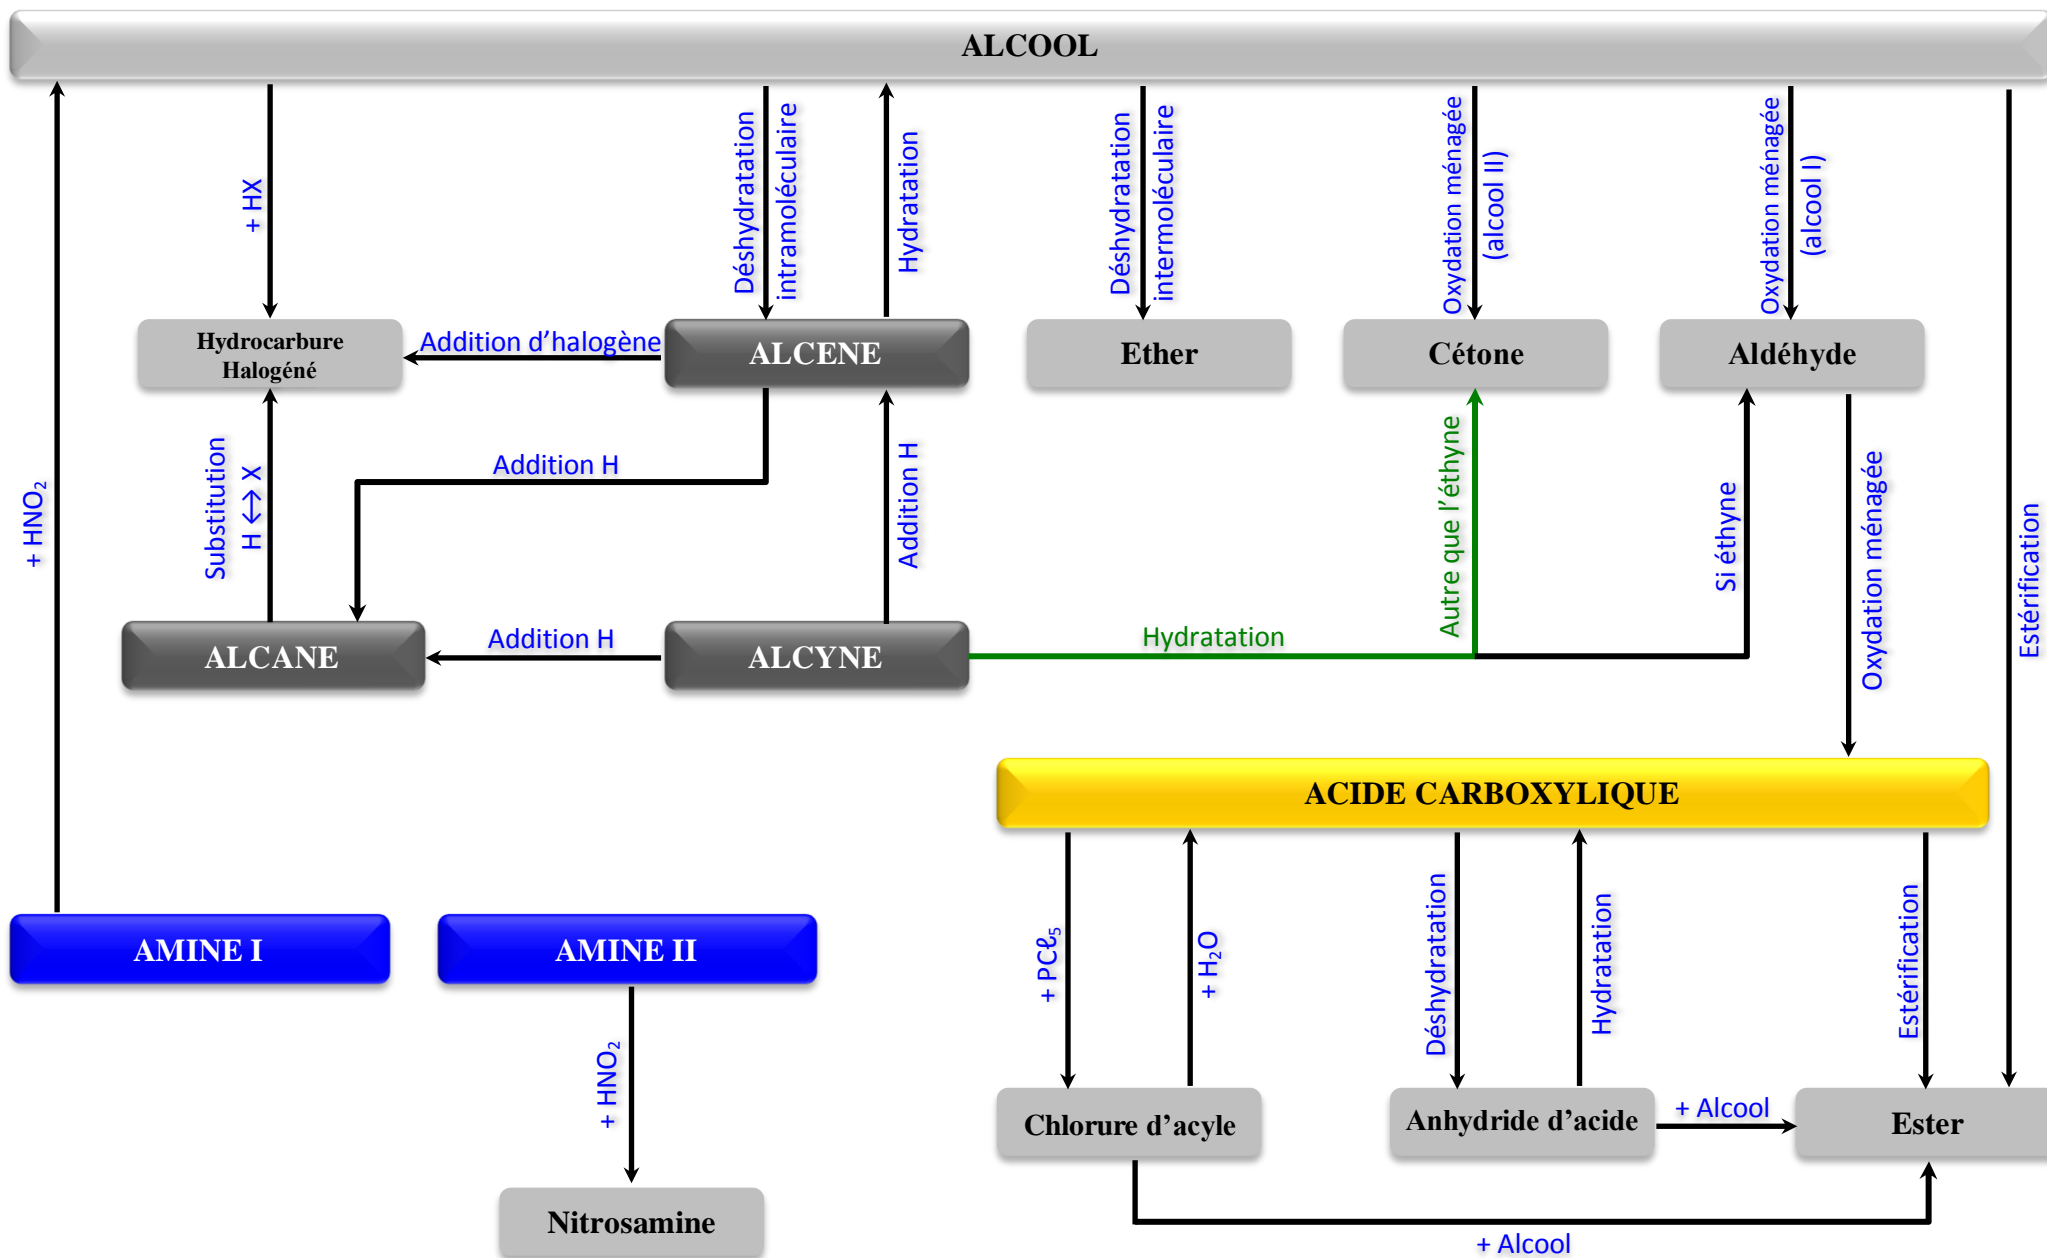 ALCOOL
+ HNO₂
+ HX
Déshydratation
intramoléculaire
Hydratation
Déshydratation
intermoléculaire
Oxydation ménagée
(alcool II)
Oxydation ménagée
(alcool I)
Estérification
Hydrocarbure
Halogéné
Addition d’halogène
ALCENE
Ether
Cétone
Aldéhyde
Substitution
H ↔ X
Addition H
Addition H
Autre que l’éthyne
Si éthyne
Oxydation ménagée
ALCANE
Addition H
ALCYNE
Hydratation
ACIDE CARBOXYLIQUE
AMINE I
AMINE II
+ HNO₂
+ PCℓ₅
+ H₂O
Déshydratation
Hydratation
Estérification
Chlorure d’acyle
Anhydride d’acide
+ Alcool
Ester
Nitrosamine
+ Alcool